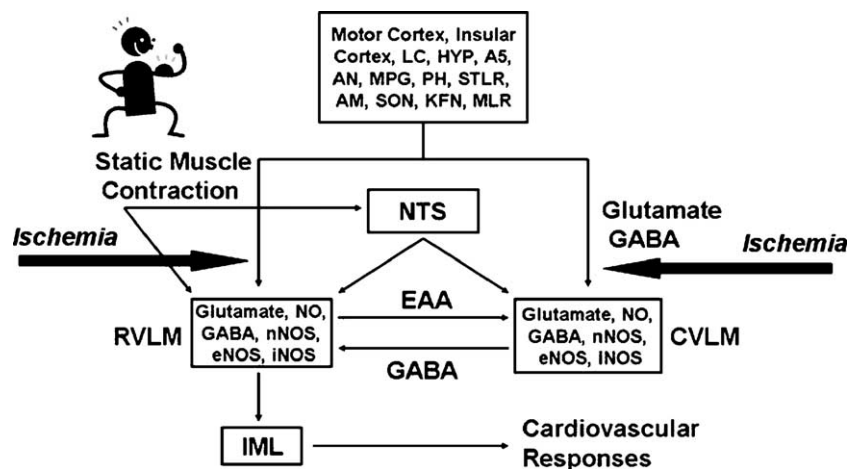 Motor Cortex, Insular
Cortex, LC, HYP, A5,
AN, MPG, PH, STLR,
AM, SON, KFN, MLR
Static Muscle
Contraction
NTS
Glutamate
GABA
Ischemia
Ischemia
Glutamate, NO,
GABA, nNOS,
eNOS, iNOS
RVLM
EAA
GABA
Glutamate, NO,
GABA, nNOS,
eNOS, iNOS
CVLM
IML
Cardiovascular
Responses